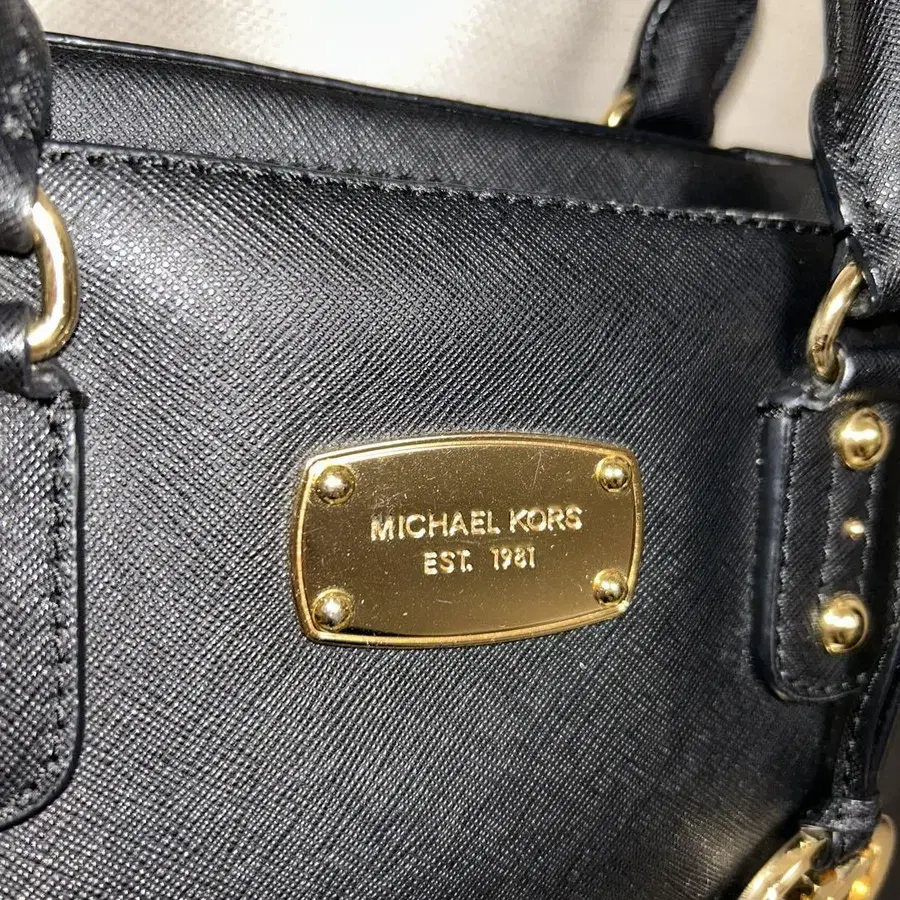 MICHAEL KORS
EST. 1981